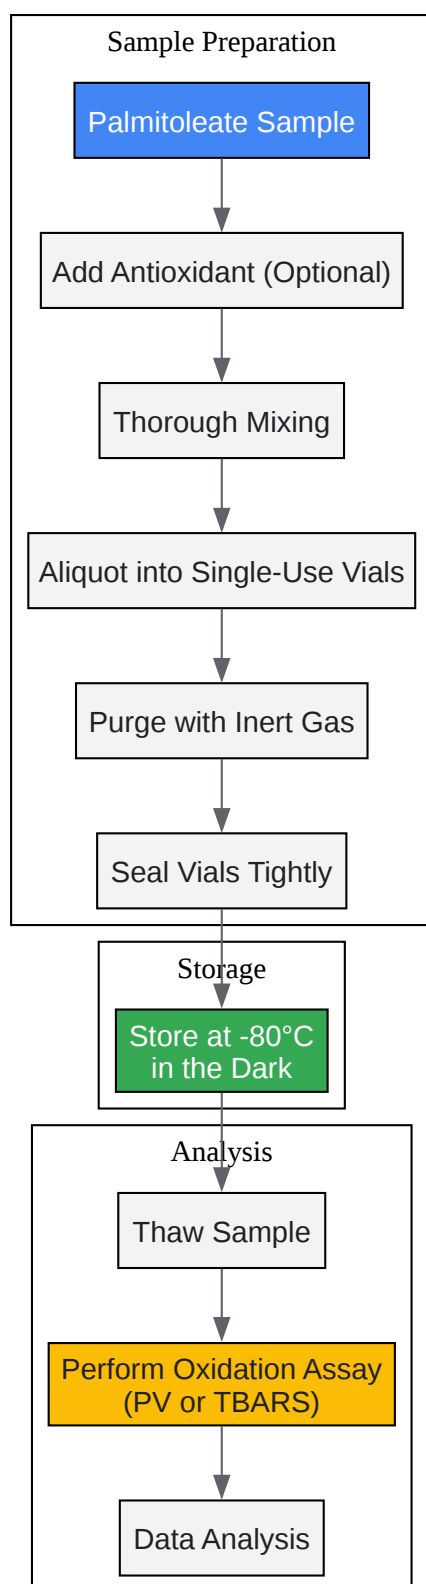 Sample Preparation
Palmitoleate Sample
Add Antioxidant (Optional)
Thorough Mixing
Aliquot into Single-Use Vials
Purge with Inert Gas
Seal Vials Tightly
Storage
Store at -80°C
in the Dark
Analysis
Thaw Sample
Perform Oxidation Assay
(PV or TBARS)
Data Analysis